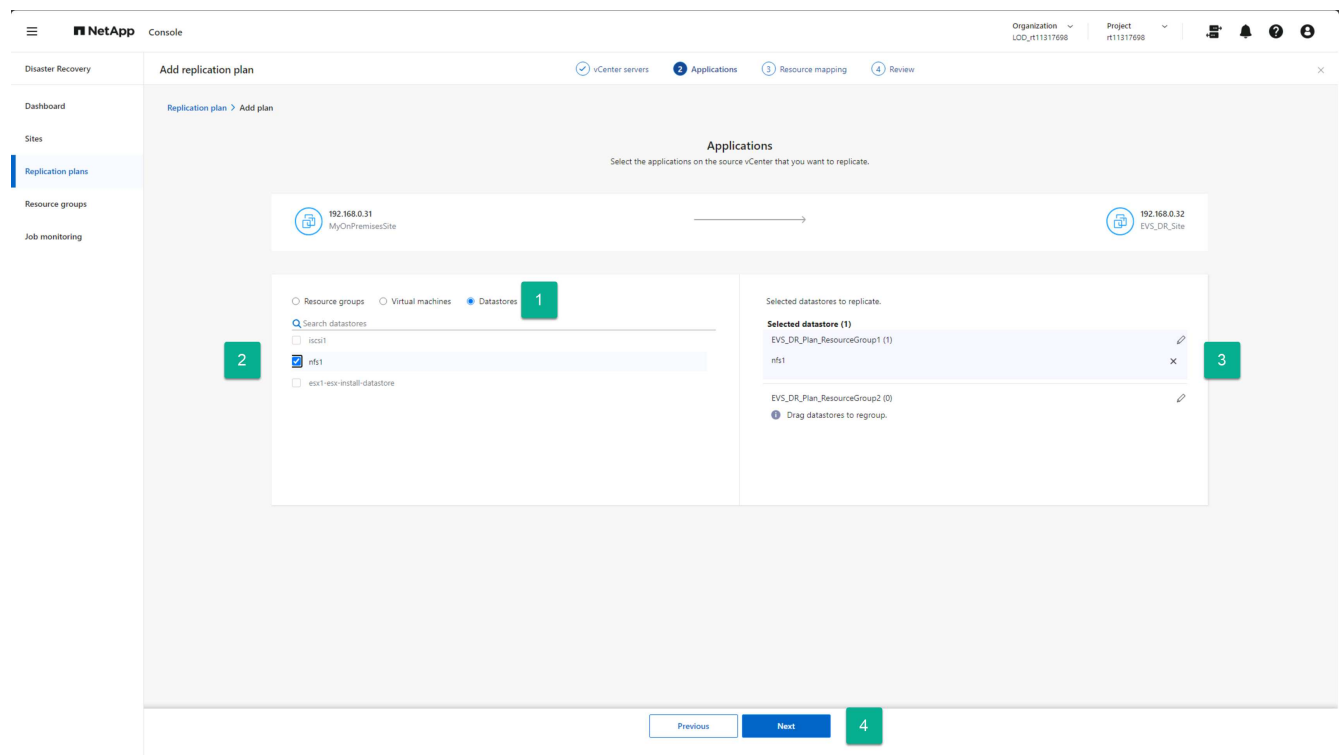 NetApp Console
Organization
LOD_rt11317698
Project
rt11317698
Disaster Recovery
Add replication plan
vCenter servers
2 Applications
3 Resource mapping
4 Review
Dashboard
Sites
Replication plans
Resource groups
Job monitoring
Replication plan > Add plan
Applications
Select the applications on the source vCenter that you want to replicate.
192.168.0.31
MyOnPremisesSite
192.168.0.32
EVS_DR_Site
Resource groups
Virtual machines
Datastores
1
Search datastores
iscsi1
2
nfs1
esx1-esx-install-datastore
Selected datastores to replicate.
Selected datastore (1)
EVS_DR_Plan_ResourceGroup1 (1)
nfs1
3
EVS_DR_Plan_ResourceGroup2 (0)
Drag datastores to regroup.
Previous
Next
4